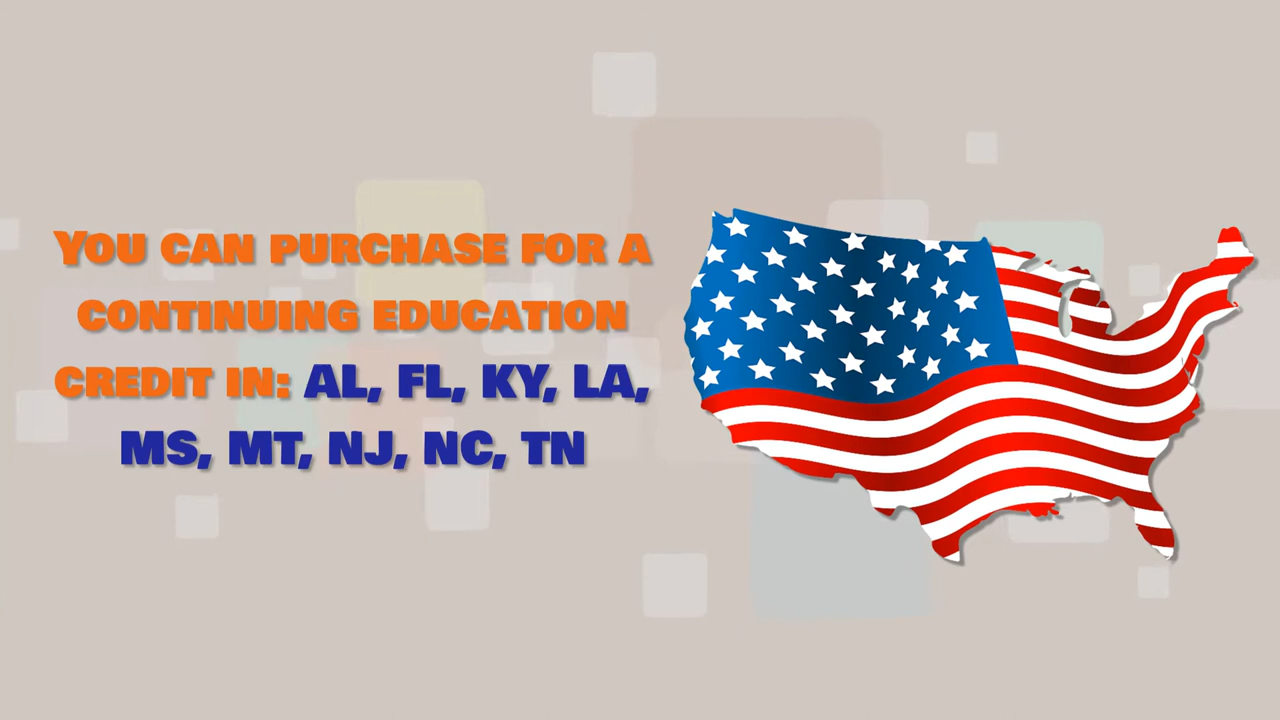 You can purchase for a
continuing education
credit in: AL, FL, KY, LA,
MS, MT, NJ, NC, TN